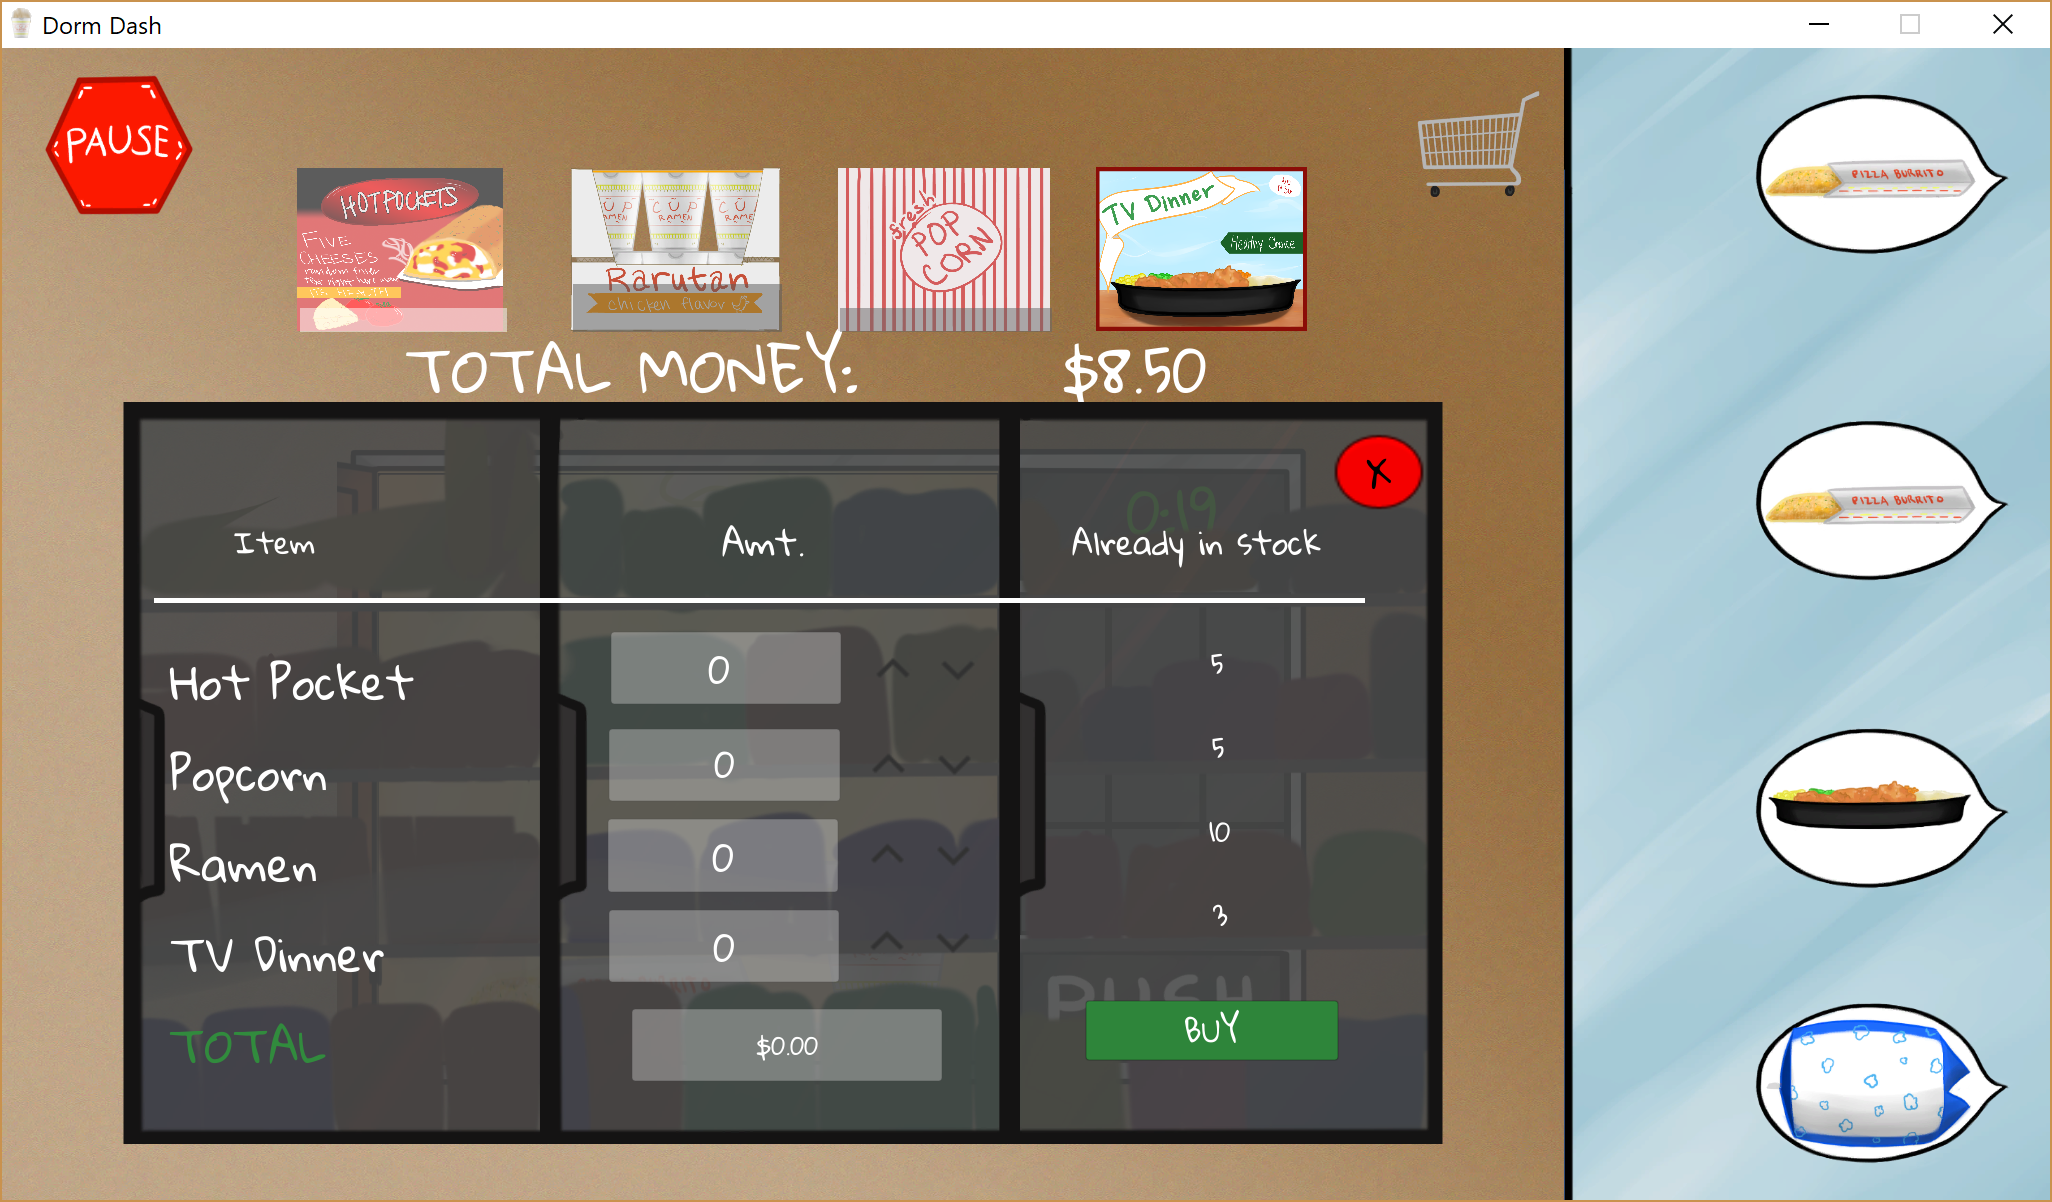 Dorm Dash
PAUSE
HOTPOCKETS
FIVE
CHEESES
CUP
RAMEN
CUP
RAMEN
CUP
RAMEN
Rarutan
chicken flavor
fresh
POP
CORN
TV Dinner
Healthy Choice
TOTAL MONEY: $8.50
0:19
X
Item Amt. Already in stock
Hot Pocket 0 5
Popcorn 0 5
Ramen 0 10
TV Dinner 0 3
PUSH
TOTAL $0.00 BUY
PIZZA BURRITO
PIZZA BURRITO